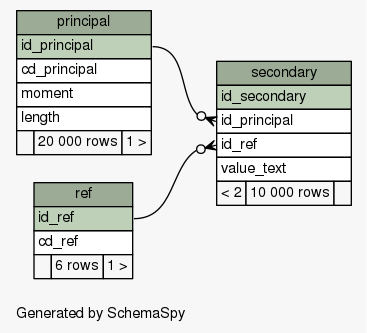 principal
id_principal
cd_principal
moment
length
20 000 rows 1 >
secondary
id_secondary
id_principal
id_ref
value_text
< 2 10 000 rows
ref
id_ref
cd_ref
6 rows 1 >
Generated by SchemaSpy